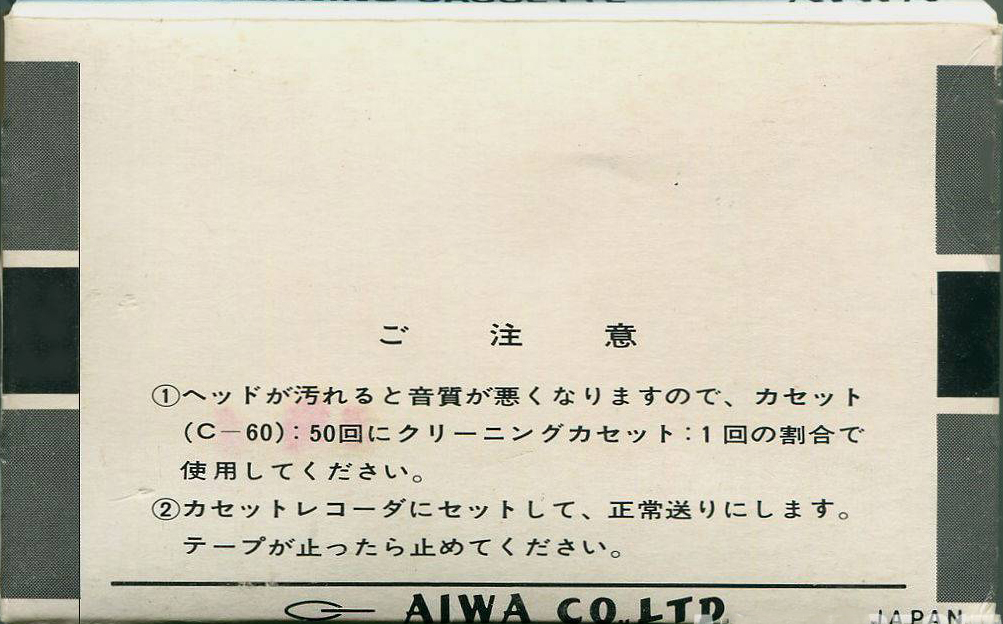 CASSETTE
ご注意
①ヘッドが汚れると音質が悪くなりますので、カセット
(C－60)：50回にクリーニングカセット：1回の割合で
使用してください。
②カセットレコーダにセットして、正常送りにします。
テープが止ったら止めてください。
AIWA CO.,LTD
JAPAN